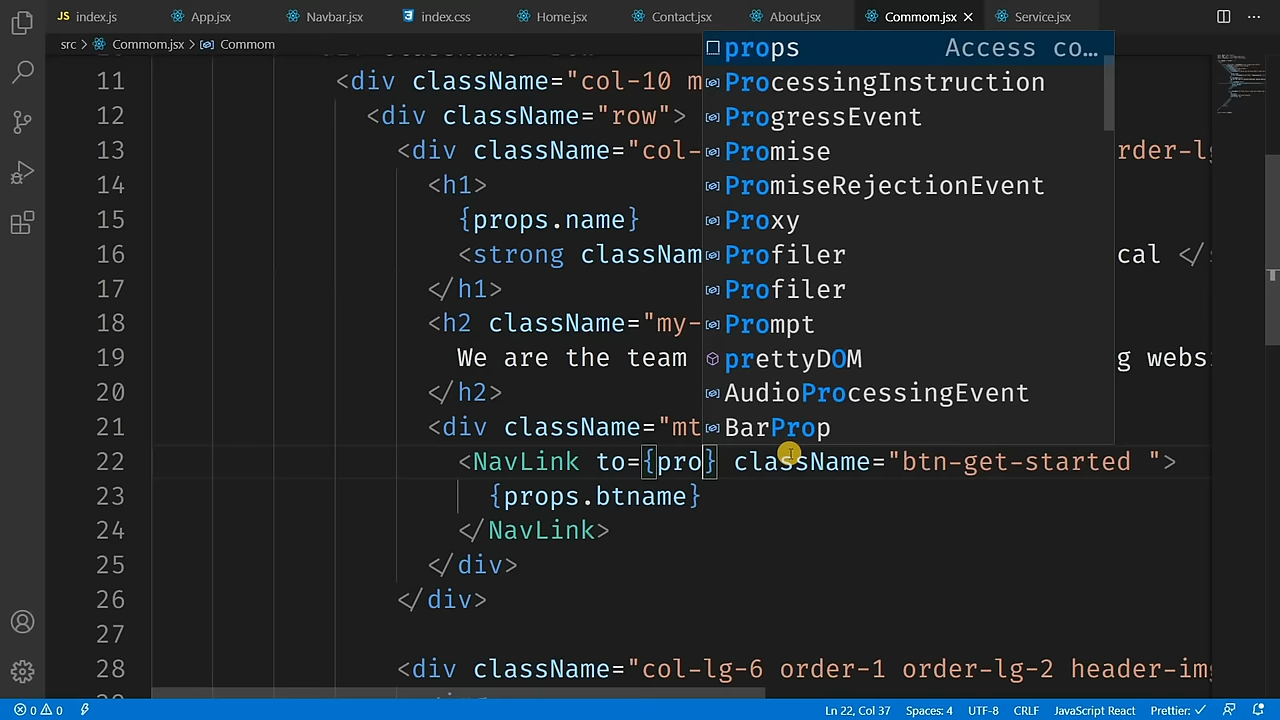 index.js App.jsx Navbar.jsx index.css Home.jsx Contact.jsx About.jsx Commom.jsx Service.jsx
src > Commom.jsx > Commom
11 <div className="col-10 m
12 <div className="row">
13 <div className="col- rder-l
14 <h1>
15 {props.name}
16 <strong classNam cal </s
17 </h1>
18 <h2 className="my-
19 We are the team g webs
20 </h2>
21 <div className="mt
22 <NavLink to={pro} className="btn-get-started ">
23 {props.btname}
24 </NavLink>
25 </div>
26 </div>
27
28 <div className="col-lg-6 order-1 order-lg-2 header-im
props Access co…
ProcessingInstruction
ProgressEvent
Promise
PromiseRejectionEvent
Proxy
Profiler
Profiler
Prompt
prettyDOM
AudioProcessingEvent
BarProp
0 0 Ln 22, Col 37 Spaces: 4 UTF-8 CRLF JavaScript React Prettier: ✓